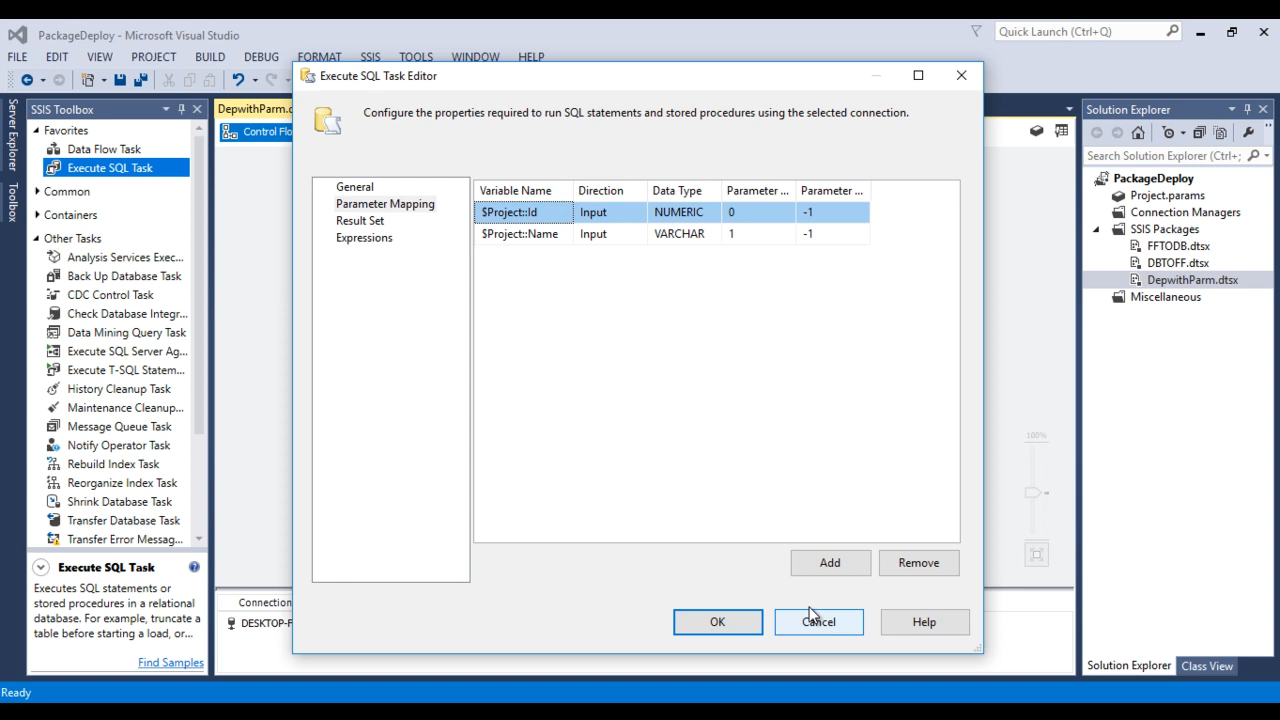 PackageDeploy - Microsoft Visual Studio
Quick Launch (Ctrl+Q)
FILE EDIT VIEW PROJECT BUILD DEBUG FORMAT SSIS TOOLS WINDOW HELP
Execute SQL Task Editor
Configure the properties required to run SQL statements and stored procedures using the selected connection.
Server Explorer
Toolbox
SSIS Toolbox
Favorites
Data Flow Task
Execute SQL Task
Common
Containers
Other Tasks
Analysis Services Exec...
Back Up Database Task
CDC Control Task
Check Database Integr...
Data Mining Query Task
Execute SQL Server Ag...
Execute T-SQL Statem...
History Cleanup Task
Maintenance Cleanup...
Message Queue Task
Notify Operator Task
Rebuild Index Task
Reorganize Index Task
Shrink Database Task
Transfer Database Task
Transfer Error Messag...
Execute SQL Task
Executes SQL statements or
stored procedures in a relational
database. For example, truncate a
table before starting a load, or...
Find Samples
DepwithParm.d
Control Flo
General
Parameter Mapping
Result Set
Expressions
Variable Name Direction Data Type Parameter ... Parameter ...
$Project::Id Input NUMERIC 0 -1
$Project::Name Input VARCHAR 1 -1
Add Remove
OK Cancel Help
Connection
DESKTOP-F
100%
Solution Explorer
Search Solution Explorer (Ctrl+;
PackageDeploy
Project.params
Connection Managers
SSIS Packages
FFTODB.dtsx
DBTOFF.dtsx
DepwithParm.dtsx
Miscellaneous
Solution Explorer Class View
Ready